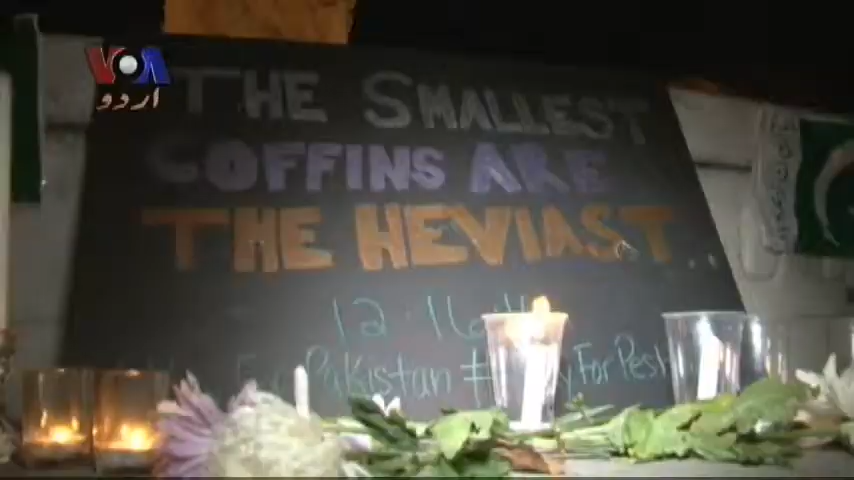 VOA
اردو
THE SMALLEST
COFFINS ARE
THE HEVIAST..
12.16.
Pakistan # For Pesh